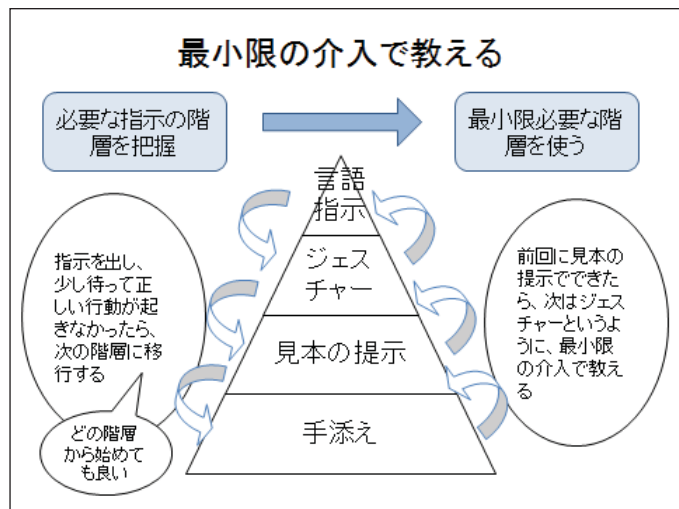 最小限の介入で教える
必要な指示の階
層を把握
最小限必要な階
層を使う
言語
指示
ジェス
チャー
見本の提示
手添え
指示を出し、
少し待って正
しい行動が起
きなかったら、
次の階層に移
行する
どの階層
から始めて
も良い
前回に見本の
提示でできた
ら、次はジェス
チャーというよ
うに、最小限
の介入で教え
る